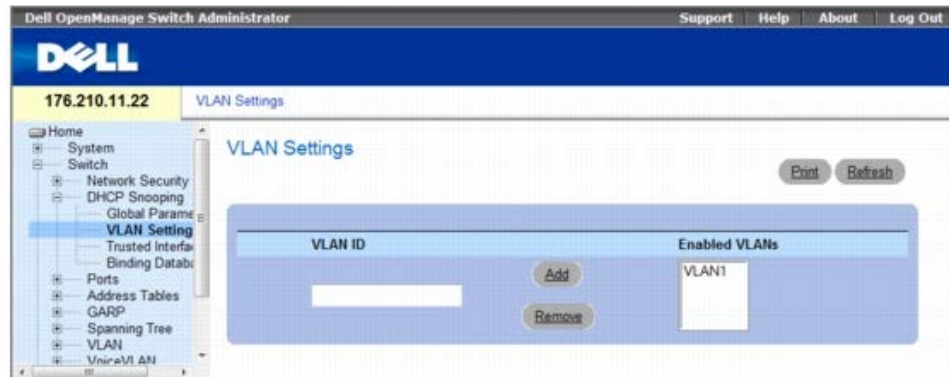 Dell OpenManage Switch Administrator
Support Help About Log Out
DELL
176.210.11.22
VLAN Settings
Home
System
Switch
Network Security
DHCP Snooping
Global Parame
VLAN Setting
Trusted Interfa
Binding Databa
Ports
Address Tables
GARP
Spanning Tree
VLAN
VoiceVLAN
VLAN Settings
Print Refresh
VLAN ID Enabled VLANs
Add
VLAN1
Remove